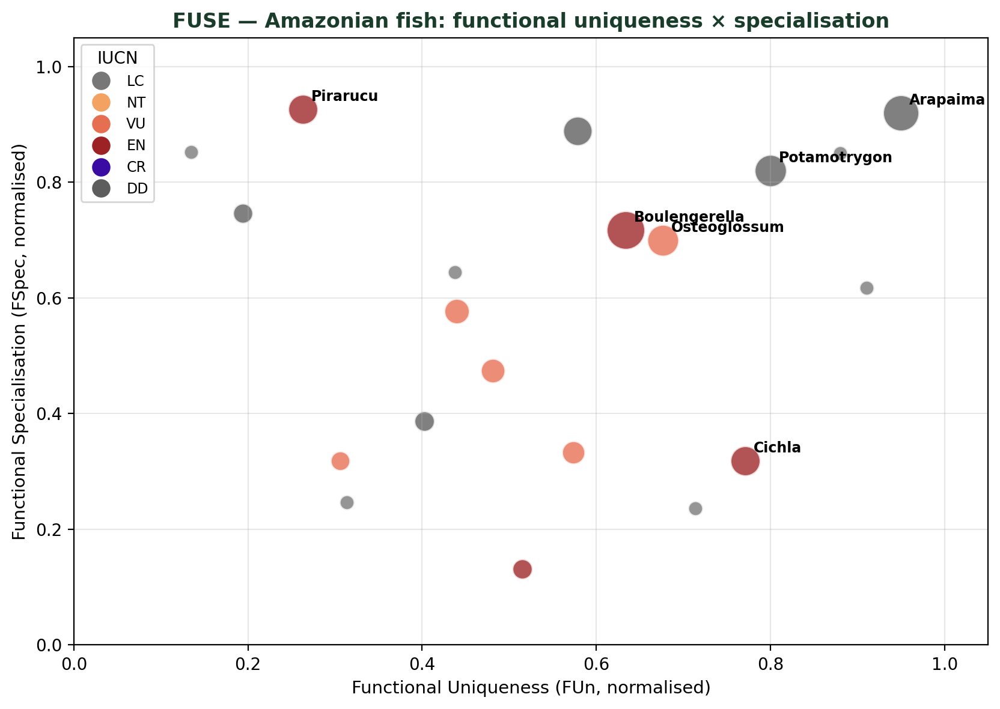 FUSE — Amazonian fish: functional uniqueness × specialisation
IUCN
LC
NT
VU
EN
CR
DD
Pirarucu
Arapaima
Potamotrygon
Boulengerella
Osteoglossum
Cichla
Functional Specialisation (FSpec, normalised)
1.0
0.8
0.6
0.4
0.2
0.0
0.0 0.2 0.4 0.6 0.8 1.0
Functional Uniqueness (FUn, normalised)